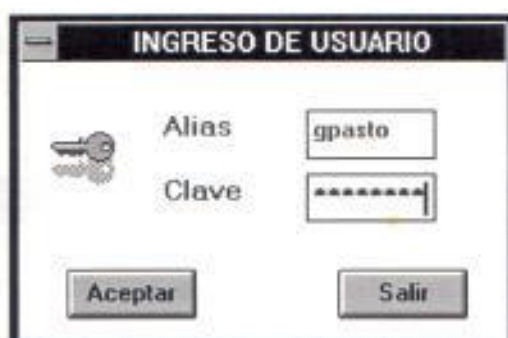 INGRESO DE USUARIO
Alias gpasto
Clave ********
Aceptar Salir